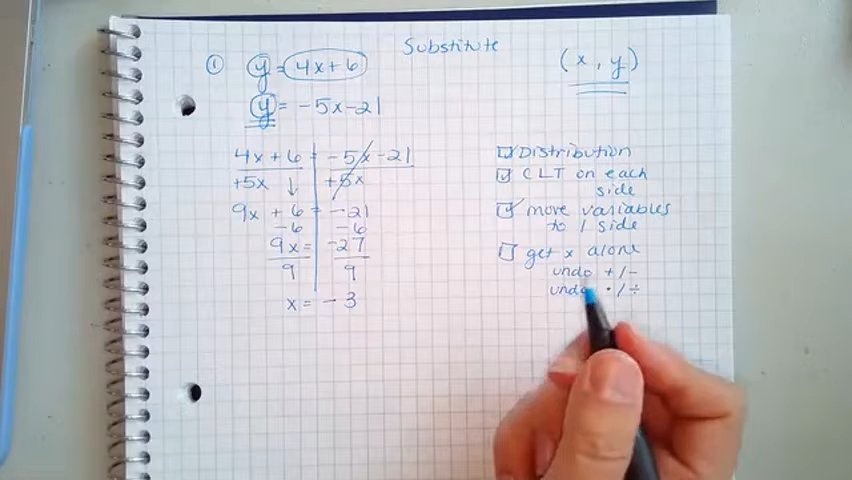 Substitute
① y = 4x+6
(x, y)
y = -5x-21
4x + 6 = -5x-21
+5x +5x
9x + 6 = -21
-6 -6
9x = -27
9 9
x = -3
Distribution
CLT on each
side
move variables
to 1 side
get x alone
undo +/-
undo •/÷